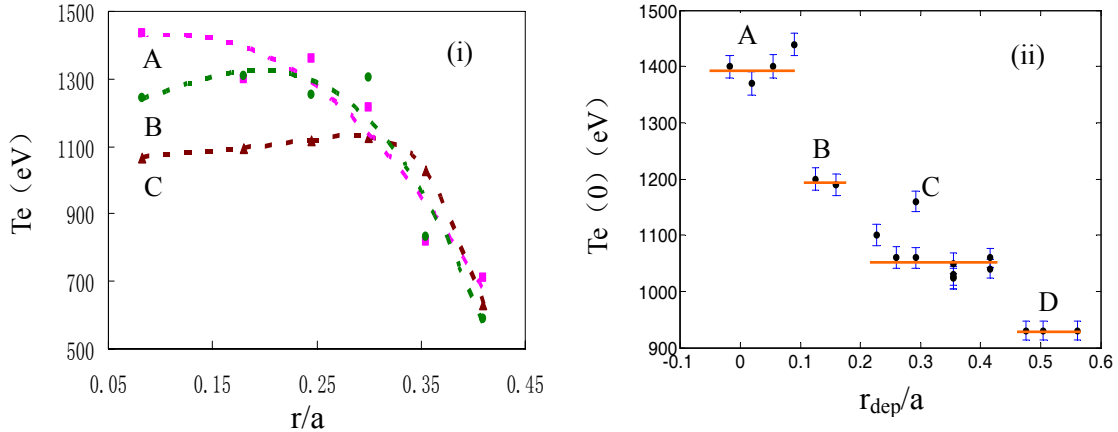 1500
1300
1100
900
700
500
Te (eV)
A
B
C
(i)
0.05
0.15
0.25
0.35
0.45
r/a
1500
1400
1300
1200
1100
1000
900
Te (0) (eV)
A
B
C
D
(ii)
-0.1
0
0.1
0.2
0.3
0.4
0.5
0.6
r_dep/a